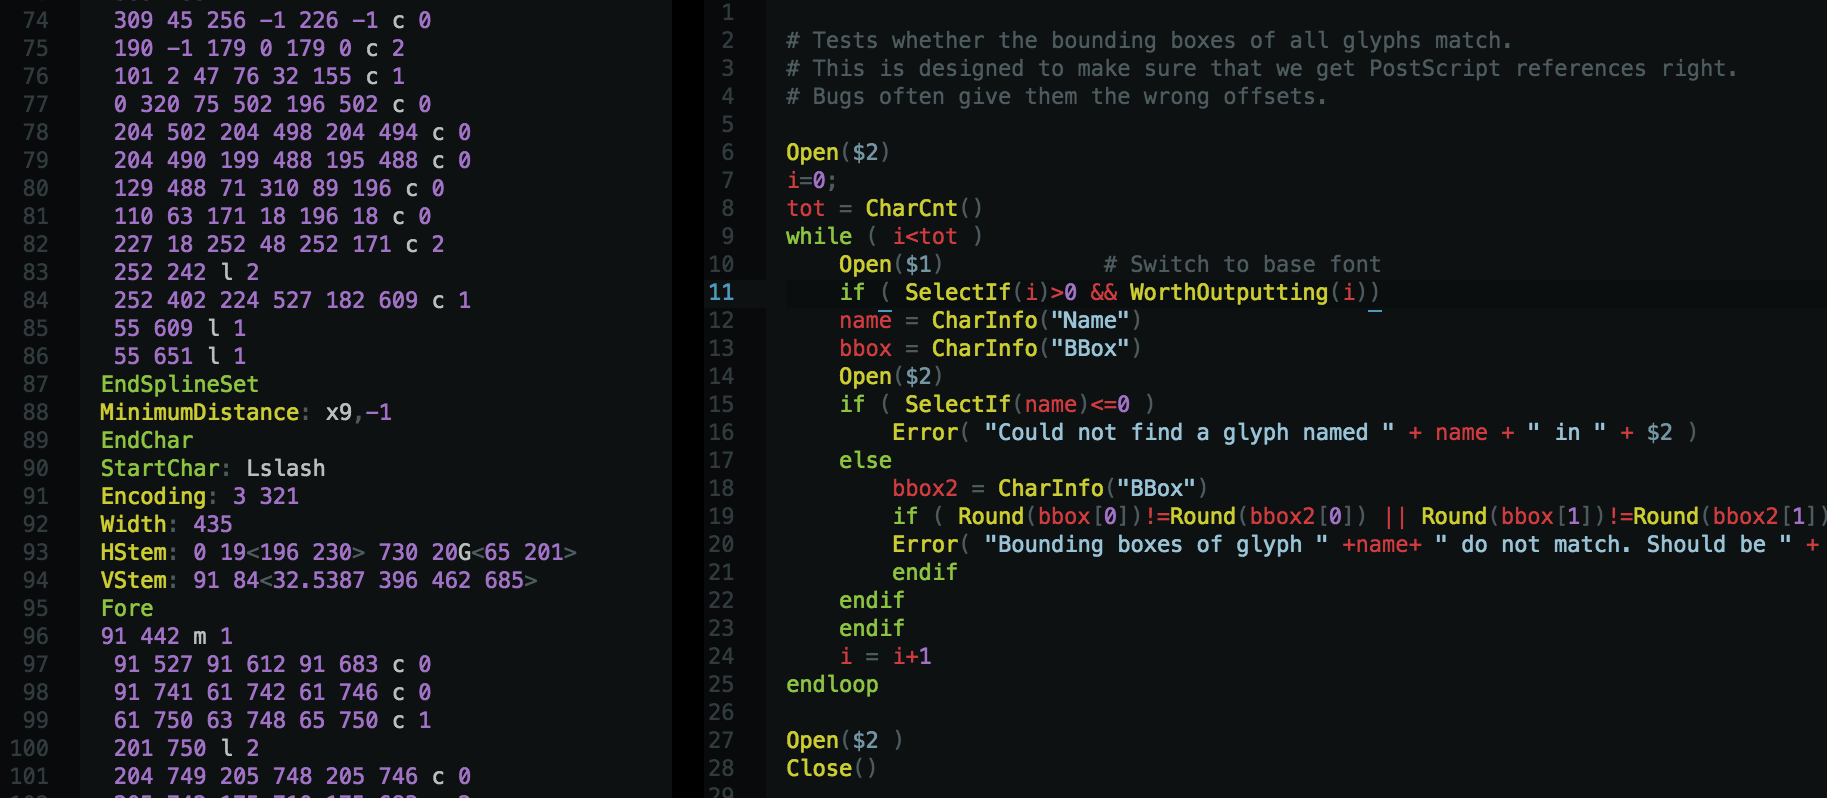 74 309 45 256 -1 226 -1 c 0
75 190 -1 179 0 179 0 c 2
76 101 2 47 76 32 155 c 1
77 0 320 75 502 196 502 c 0
78 204 502 204 498 204 494 c 0
79 204 490 199 488 195 488 c 0
80 129 488 71 310 89 196 c 0
81 110 63 171 18 196 18 c 0
82 227 18 252 48 252 171 c 2
83 252 242 l 2
84 252 402 224 527 182 609 c 1
85 55 609 l 1
86 55 651 l 1
87 EndSplineSet
88 MinimumDistance: x9,-1
89 EndChar
90 StartChar: Lslash
91 Encoding: 3 321
92 Width: 435
93 HStem: 0 19<196 230> 730 20G<65 201>
94 VStem: 91 84<32.5387 396 462 685>
95 Fore
96 91 442 m 1
97 91 527 91 612 91 683 c 0
98 91 741 61 742 61 746 c 0
99 61 750 63 748 65 750 c 1
100 201 750 l 2
101 204 749 205 748 205 746 c 0
1
2 # Tests whether the bounding boxes of all glyphs match.
3 # This is designed to make sure that we get PostScript references right.
4 # Bugs often give them the wrong offsets.
5
6 Open($2)
7 i=0;
8 tot = CharCnt()
9 while ( i<tot )
10 Open($1) # Switch to base font
11 if ( SelectIf(i)>0 && WorthOutputting(i))
12 name = CharInfo("Name")
13 bbox = CharInfo("BBox")
14 Open($2)
15 if ( SelectIf(name)<=0 )
16 Error( "Could not find a glyph named " + name + " in " + $2 )
17 else
18 bbox2 = CharInfo("BBox")
19 if ( Round(bbox[0])!=Round(bbox2[0]) || Round(bbox[1])!=Round(bbox2[1])
20 Error( "Bounding boxes of glyph " +name+ " do not match. Should be " +
21 endif
22 endif
23 endif
24 i = i+1
25 endloop
26
27 Open($2 )
28 Close()
29